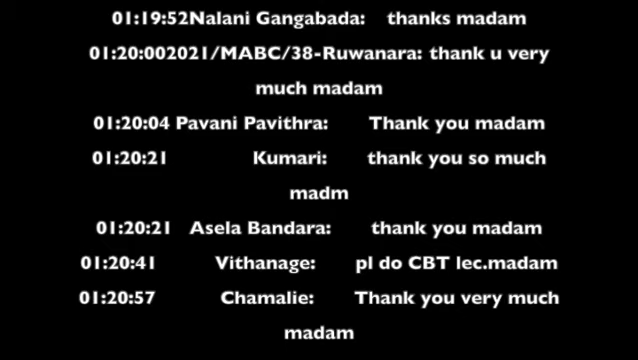 01:19:52Nalani Gangabada: thanks madam
01:20:002021/MABC/38-Ruwanara: thank u very
much madam
01:20:04 Pavani Pavithra: Thank you madam
01:20:21 Kumari: thank you so much
madm
01:20:21 Asela Bandara: thank you madam
01:20:41 Vithanage: pl do CBT lec.madam
01:20:57 Chamalie: Thank you very much
madam